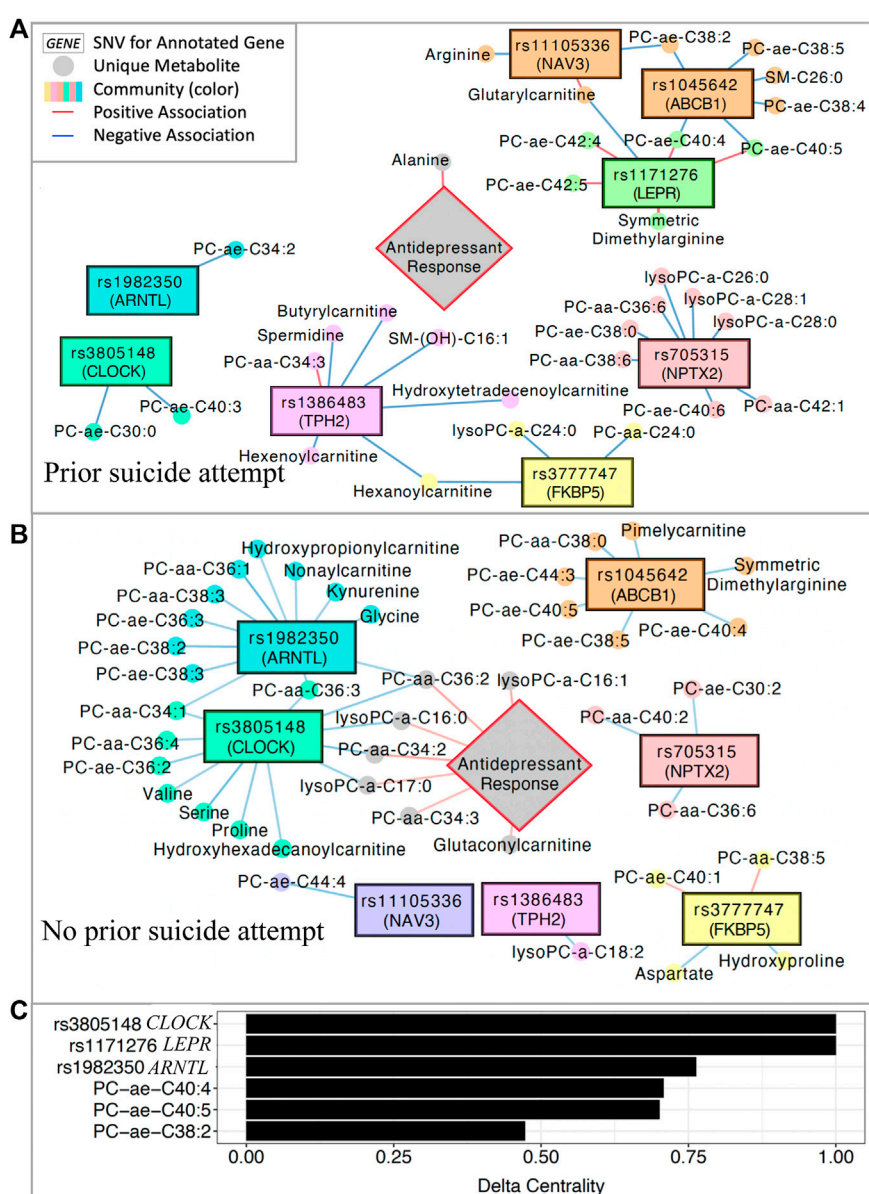 A
GENE SNV for Annotated Gene
Unique Metabolite
Community (color)
Positive Association
Negative Association
Arginine
rs11105336
(NAV3)
PC-ae-C38:2
PC-ae-C38:5
rs1045642
(ABCB1)
SM-C26:0
Glutarylcarnitine
PC-ae-C38:4
PC-ae-C42:4
PC-ae-C40:4
PC-ae-C40:5
Alanine
PC-ae-C42:5
rs1171276
(LEPR)
Symmetric
Dimethylarginine
Antidepressant
Response
PC-ae-C34:2
rs1982350
(ARNTL)
lysoPC-a-C26:0
PC-aa-C36:6
lysoPC-a-C28:1
lysoPC-a-C28:0
Butyrylcarnitine
Spermidine
SM-(OH)-C16:1
PC-ae-C38:0
rs3805148
(CLOCK)
PC-aa-C34:3
PC-aa-C38:6
rs705315
(NPTX2)
rs1386483
(TPH2)
Hydroxytetradecenoylcarnitine
PC-ae-C40:3
PC-ae-C40:6
PC-aa-C42:1
PC-ae-C30:0
lysoPC-a-C24:0
PC-aa-C24:0
Hexenoylcarnitine
Prior suicide attempt
rs3777747
(FKBP5)
Hexanoylcarnitine
B
Hydroxypropionylcarnitine
PC-aa-C36:1
Nonaylcarnitine
PC-aa-C38:3
Kynurenine
PC-ae-C36:3
Glycine
PC-ae-C38:2
rs1982350
(ARNTL)
PC-ae-C38:3
PC-aa-C38:0
Pimelycarnitine
PC-ae-C44:3
rs1045642
(ABCB1)
Symmetric
Dimethylarginine
PC-ae-C40:5
PC-ae-C38:5
PC-ae-C40:4
PC-aa-C36:3
PC-aa-C36:2
lysoPC-a-C16:1
PC-aa-C34:1
lysoPC-a-C16:0
PC-ae-C30:2
PC-aa-C40:2
rs3805148
(CLOCK)
PC-aa-C36:4
PC-aa-C34:2
PC-ae-C36:2
Antidepressant
Response
rs705315
(NPTX2)
Valine
lysoPC-a-C17:0
Serine
PC-aa-C34:3
PC-aa-C36:6
Proline
Hydroxyhexadecanoylcarnitine
Glutaconylcarnitine
PC-aa-C38:5
PC-ae-C44:4
PC-ae-C40:1
rs11105336
(NAV3)
rs1386483
(TPH2)
rs3777747
(FKBP5)
No prior suicide attempt
lysoPC-a-C18:2
Hydroxyproline
Aspartate
C
rs3805148 CLOCK
rs1171276 LEPR
rs1982350 ARNTL
PC−ae−C40:4
PC−ae−C40:5
PC−ae−C38:2
0.00 0.25 0.50 0.75 1.00
Delta Centrality